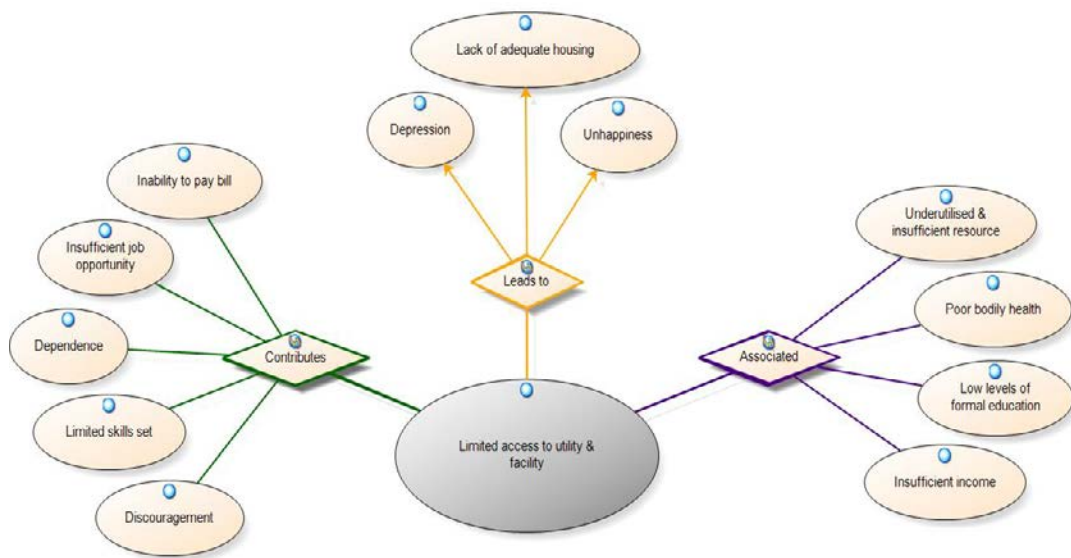 Lack of adequate housing
Depression
Unhappiness
Inability to pay bill
Insufficient job
opportunity
Dependence
Limited skills set
Discouragement
Contributes
Leads to
Associated
Underutilised &
insufficient resource
Poor bodily health
Low levels of
formal education
Insufficient income
Limited access to utility &
facility